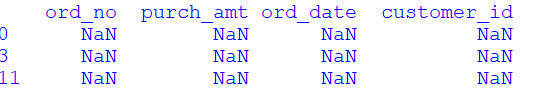 ord_no purch_amt ord_date customer_id
0 NaN NaN NaN NaN
3 NaN NaN NaN NaN
11 NaN NaN NaN NaN